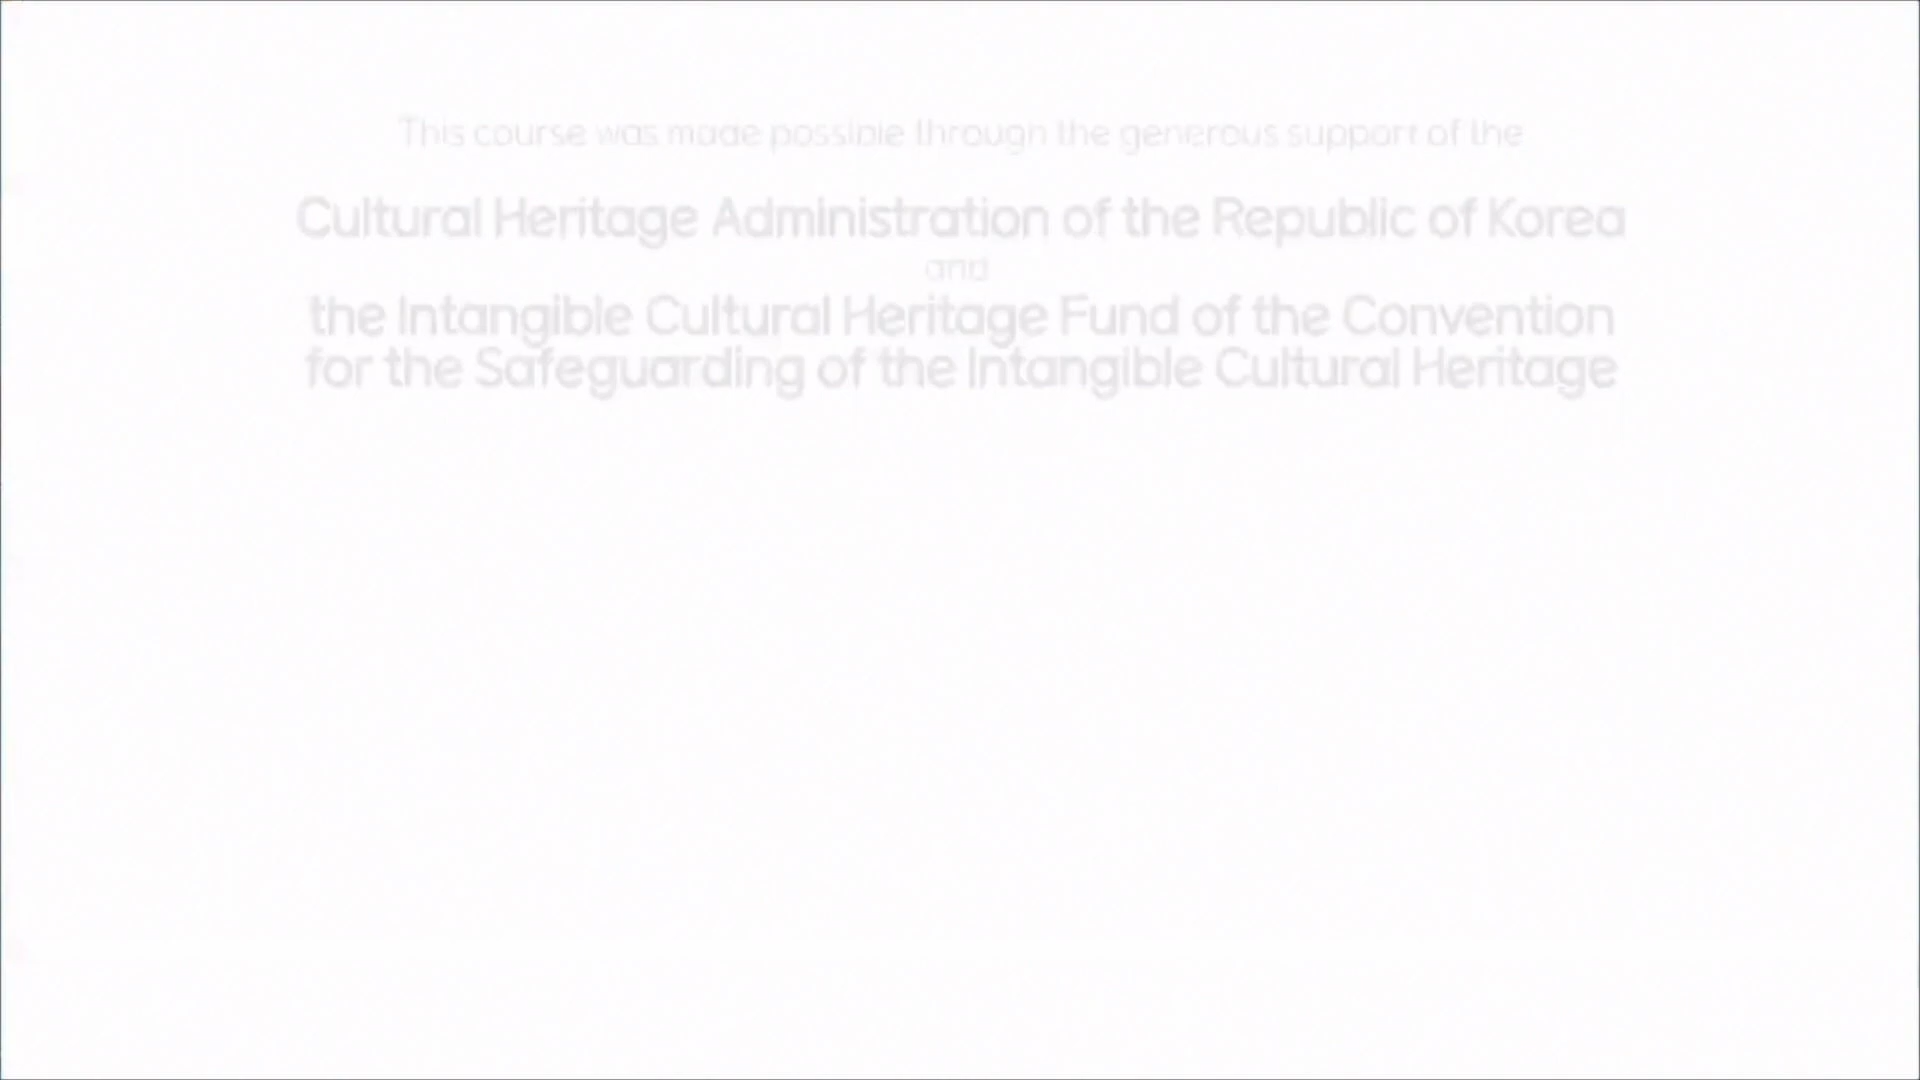 This course was made possible through the generous support of the
Cultural Heritage Administration of the Republic of Korea
and
the Intangible Cultural Heritage Fund of the Convention
for the Safeguarding of the Intangible Cultural Heritage